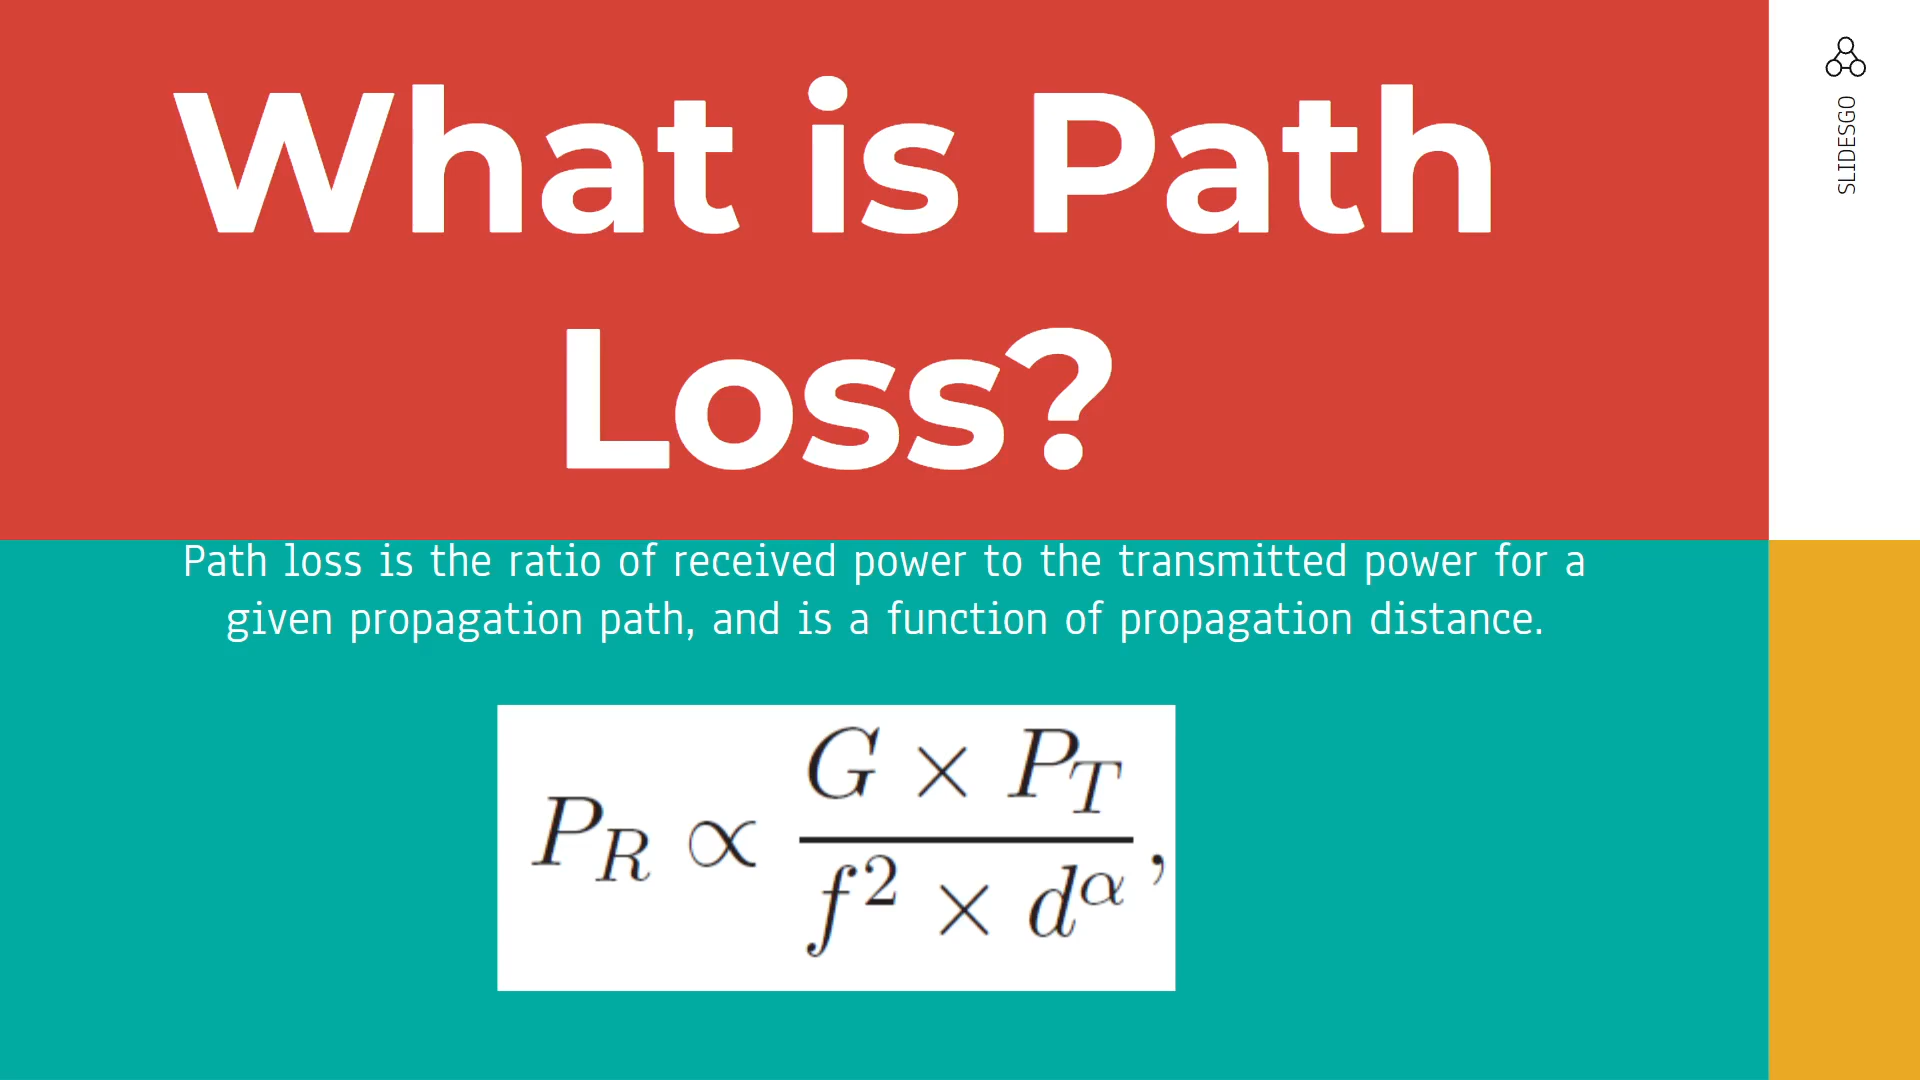 What is Path
Loss?
SLIDESGO
Path loss is the ratio of received power to the transmitted power for a
given propagation path, and is a function of propagation distance.
P_R ∝ \frac{G × P_T}{f^2 × d^α},